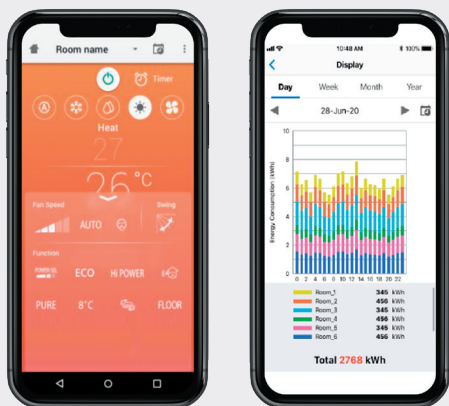 Room name
Timer
Heat
27
26°C
Fan Speed
Swing
AUTO
Function
POWER SEL
ECO
Hi POWER
PURE
8°C
FLOOR
10:48 AM
100%
Display
Day Week Month Year
28-Jun-20
Energy Consumption (kWh)
10
8
6
4
2
0
0 2 4 6 8 10 12 14 16 18 20 22
Room_1 345 kWh
Room_2 456 kWh
Room_3 345 kWh
Room_4 456 kWh
Room_5 345 kWh
Room_6 456 kWh
Total 2768 kWh